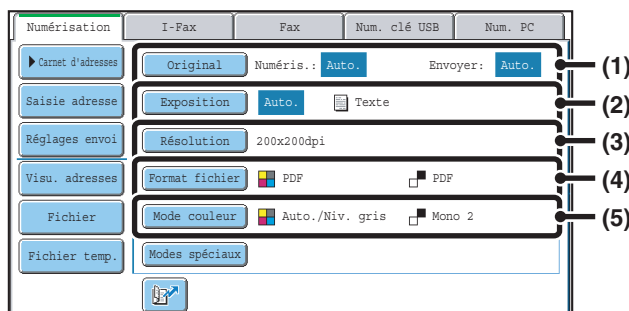 Numérisation I-Fax Fax Num. clé USB Num. PC
Carnet d'adresses Original Numéris.: Auto. Envoyer: Auto. (1)
Saisie adresse Exposition Auto. Texte (2)
Réglages envoi Résolution 200x200dpi (3)
Visu. adresses Format fichier PDF PDF (4)
Fichier Mode couleur Auto./Niv. gris Mono 2 (5)
Fichier temp. Modes spéciaux